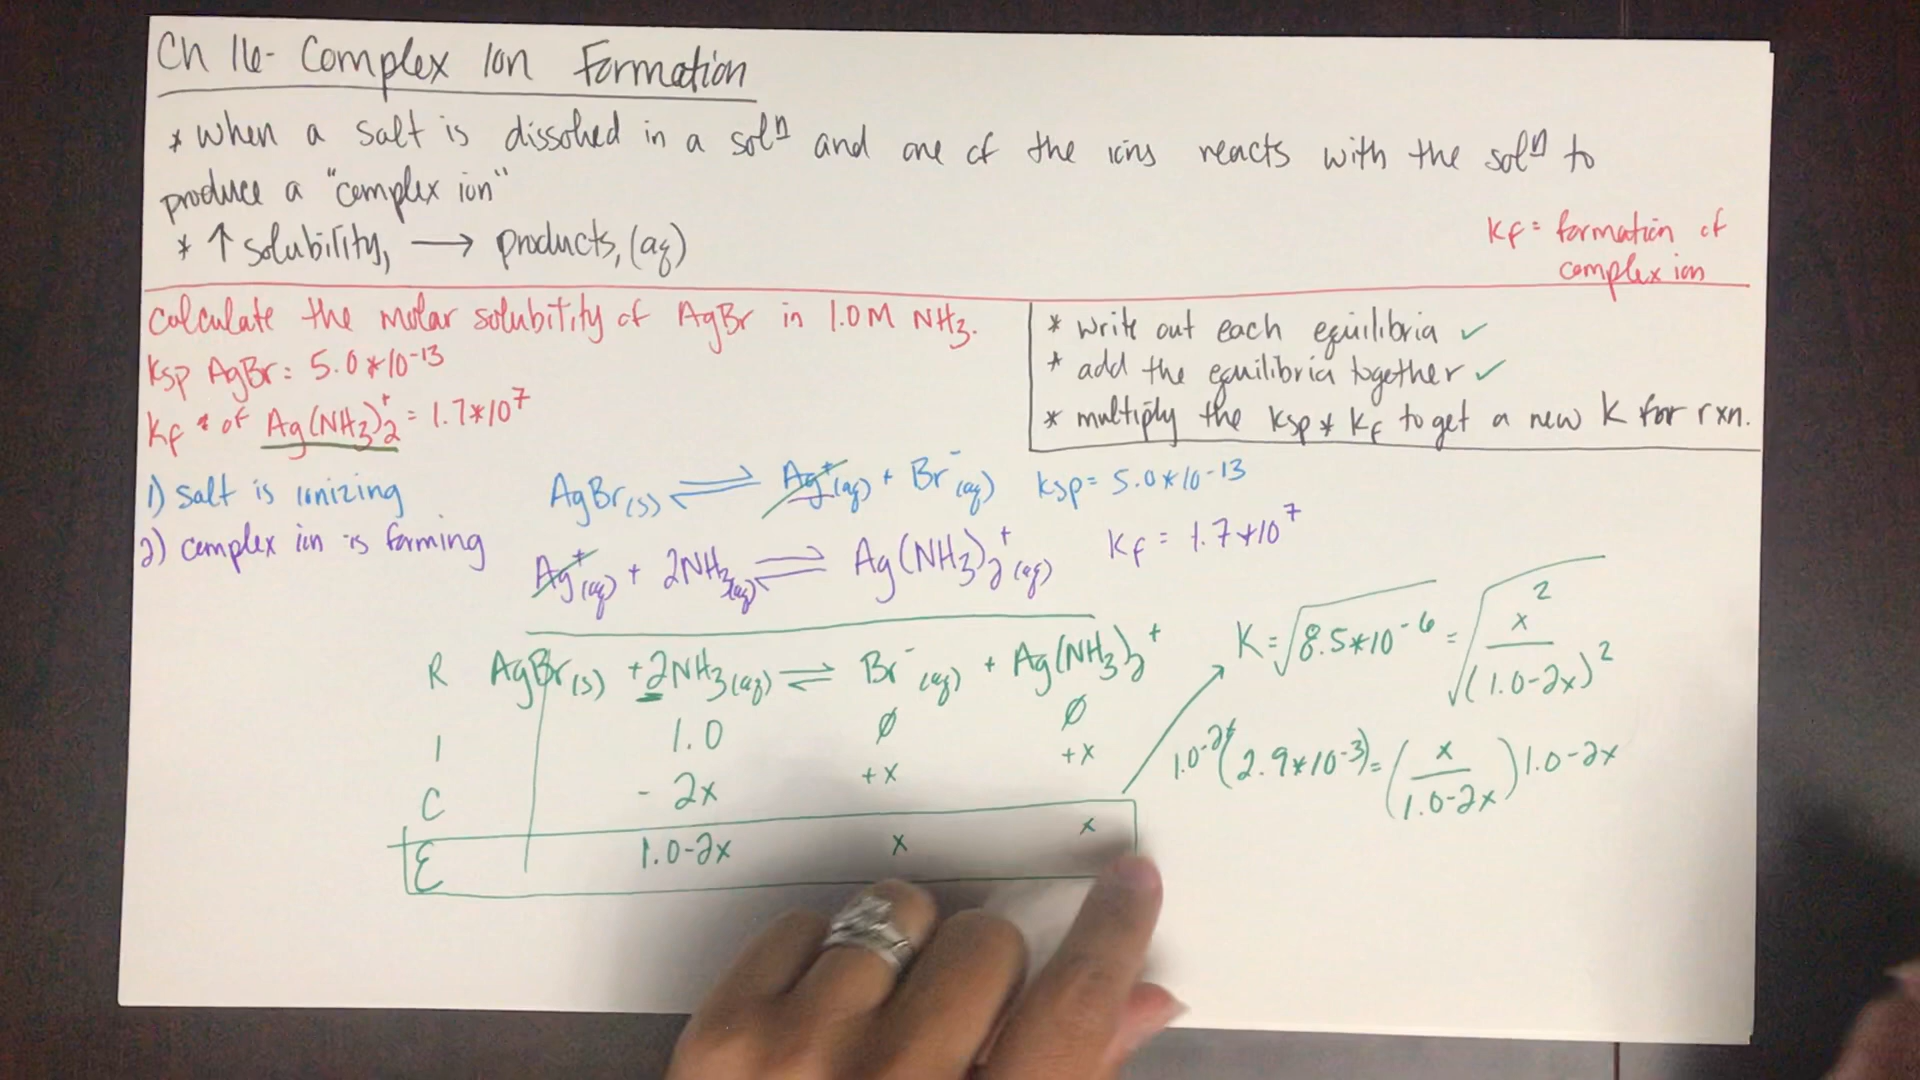 Ch 16- Complex Ion Formation
* When a salt is dissolved in a solⁿ and one of the ions reacts with the solⁿ to
produce a "complex ion"
* ↑ solubility, → products, (aq)
Kf = formation of
complex ion
Calculate the molar solubility of AgBr in 1.0M NH₃.
Ksp AgBr = 5.0*10⁻¹³
Kf of Ag(NH₃)₂⁺ = 1.7*10⁷
* write out each equilibria ✓
* add the equilibria together ✓
* multiply the Ksp * Kf to get a new K for rxn.
1) salt is ionizing
AgBr(s) ⇌ Ag⁺(aq) + Br⁻(aq) Ksp = 5.0*10⁻¹³
2) complex ion is forming
Ag⁺(aq) + 2NH₃(aq) ⇌ Ag(NH₃)₂⁺(aq) Kf = 1.7*10⁷
R AgBr(s) + 2NH₃(aq) ⇌ Br⁻(aq) + Ag(NH₃)₂⁺
I 1.0 Ø Ø
C - 2x +x +x
E 1.0-2x x x
K = √8.5*10⁻⁶ = √x²/(1.0-2x)²
1.0-2x(2.9*10⁻³) = (x/1.0-2x) 1.0-2x